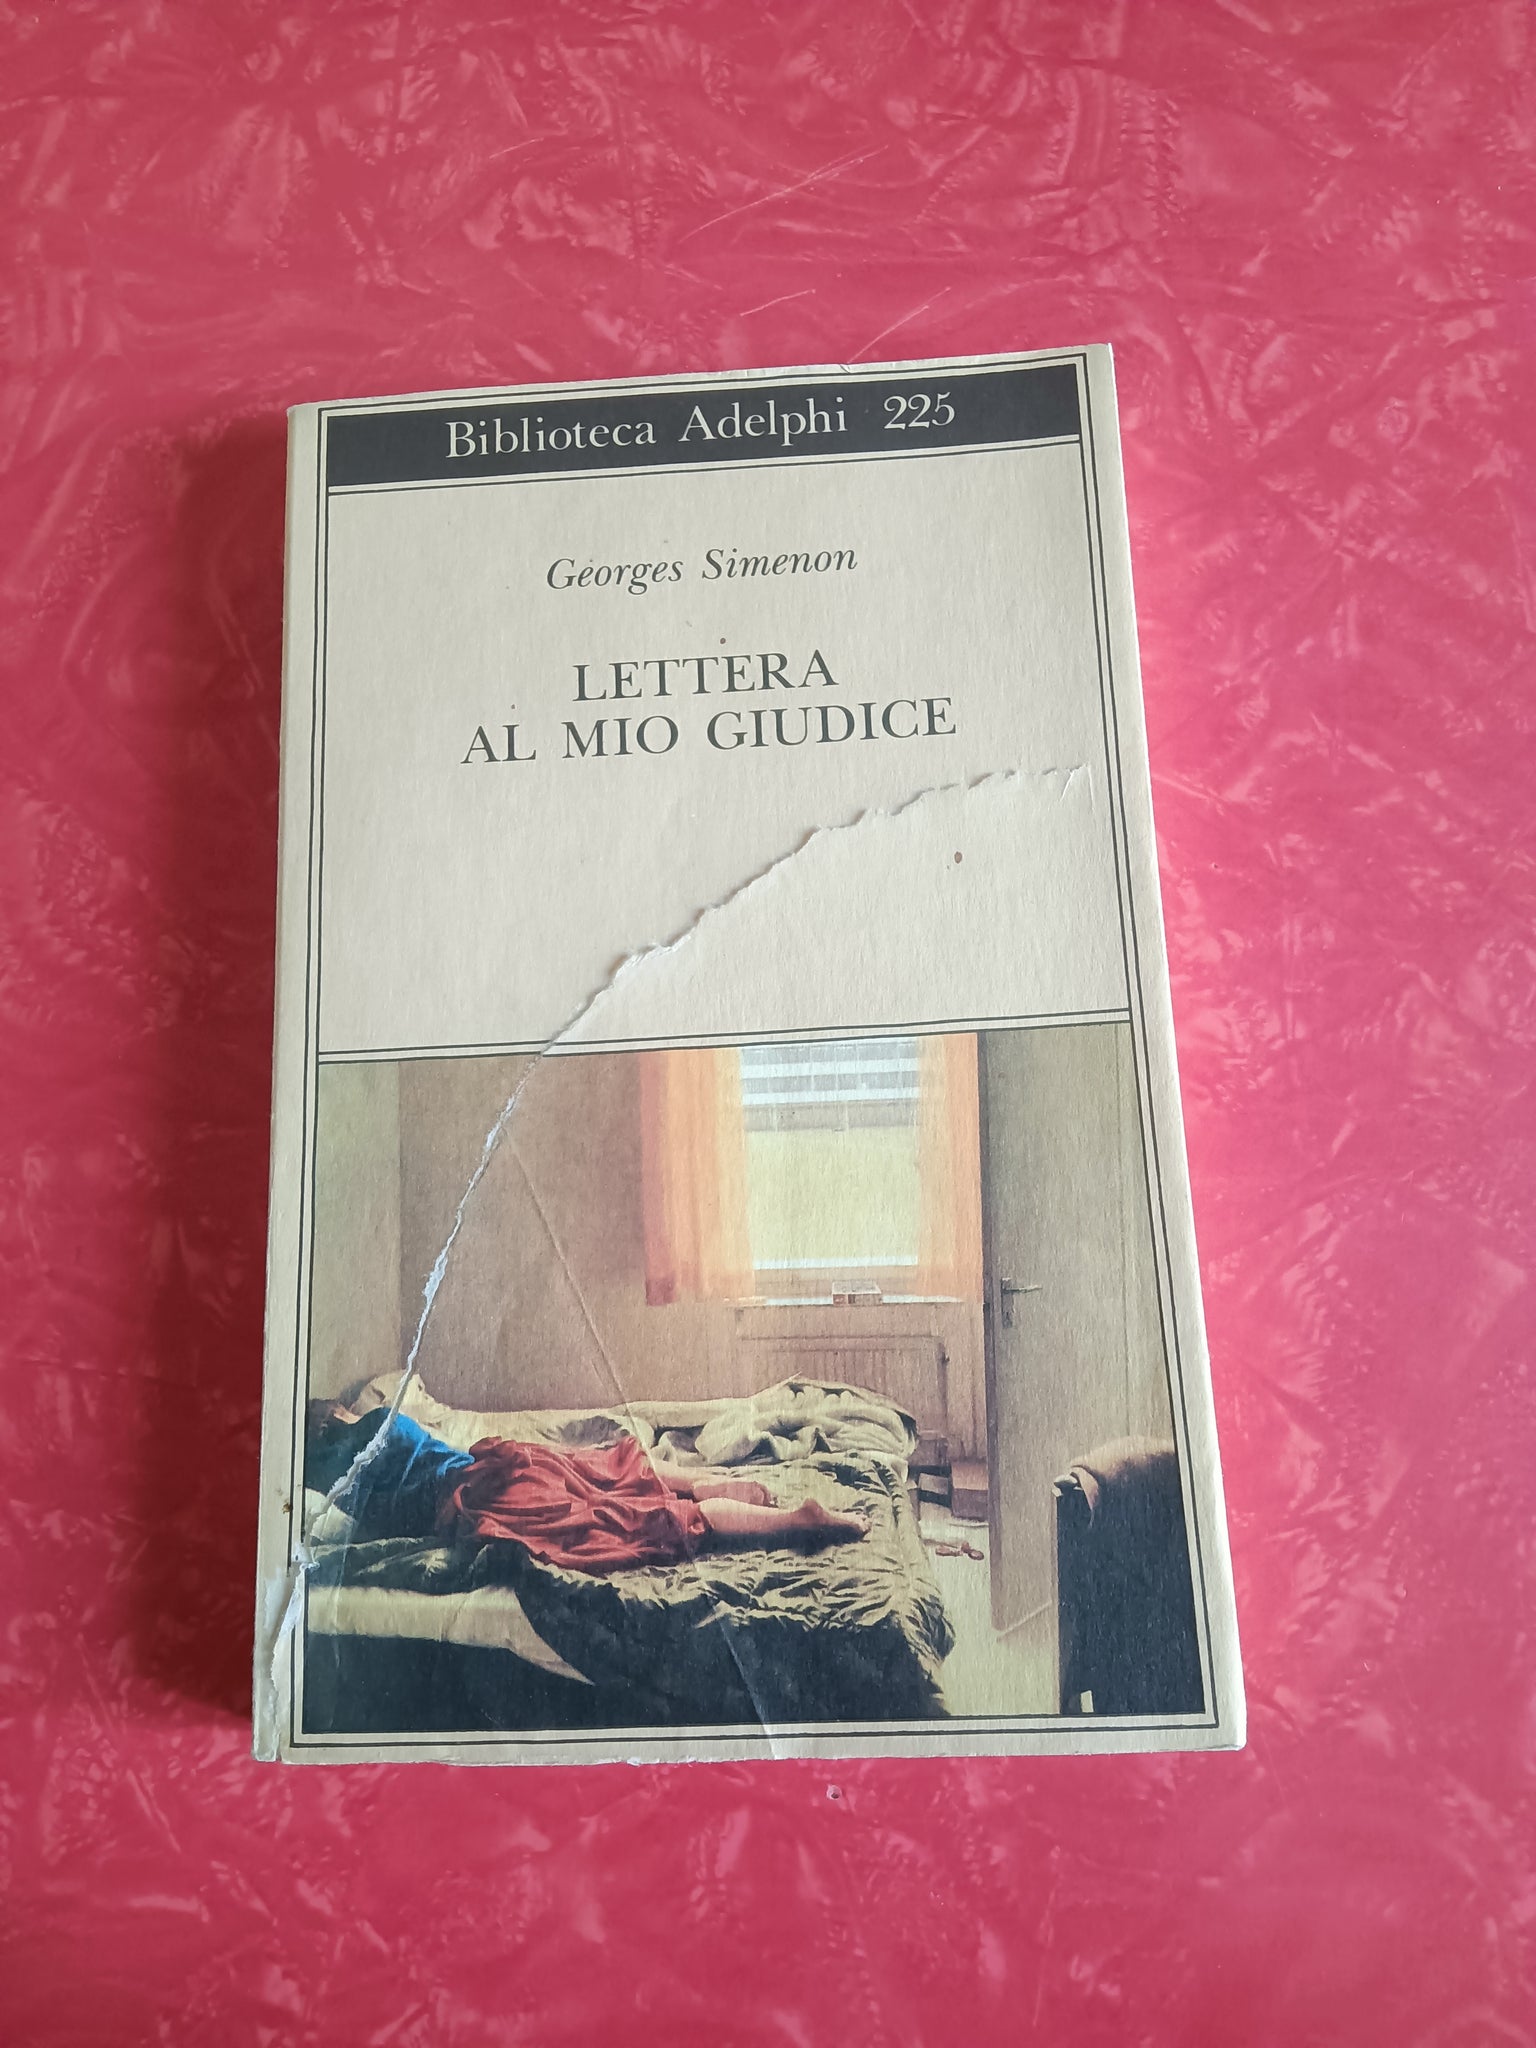 Biblioteca Adelphi 225
Georges Simenon
LETTERA
AL MIO GIUDICE